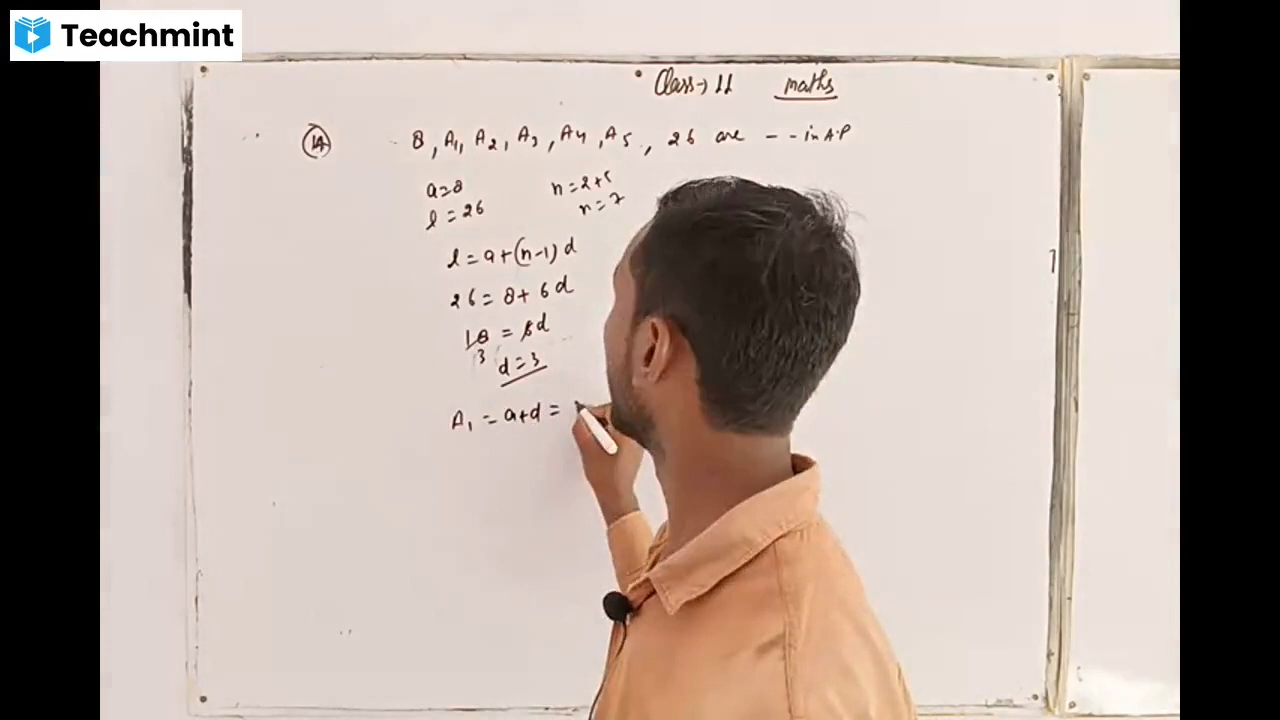 Teachmint
Class → 11 maths
14 8, A₁, A₂, A₃, A₄, A₅, 26 are - - in A.P
a=8 n=2+5
l=26 n=7
l=a+(n-1)d
26=8+6d
18=6d
3
d=3
A₁=a+d=